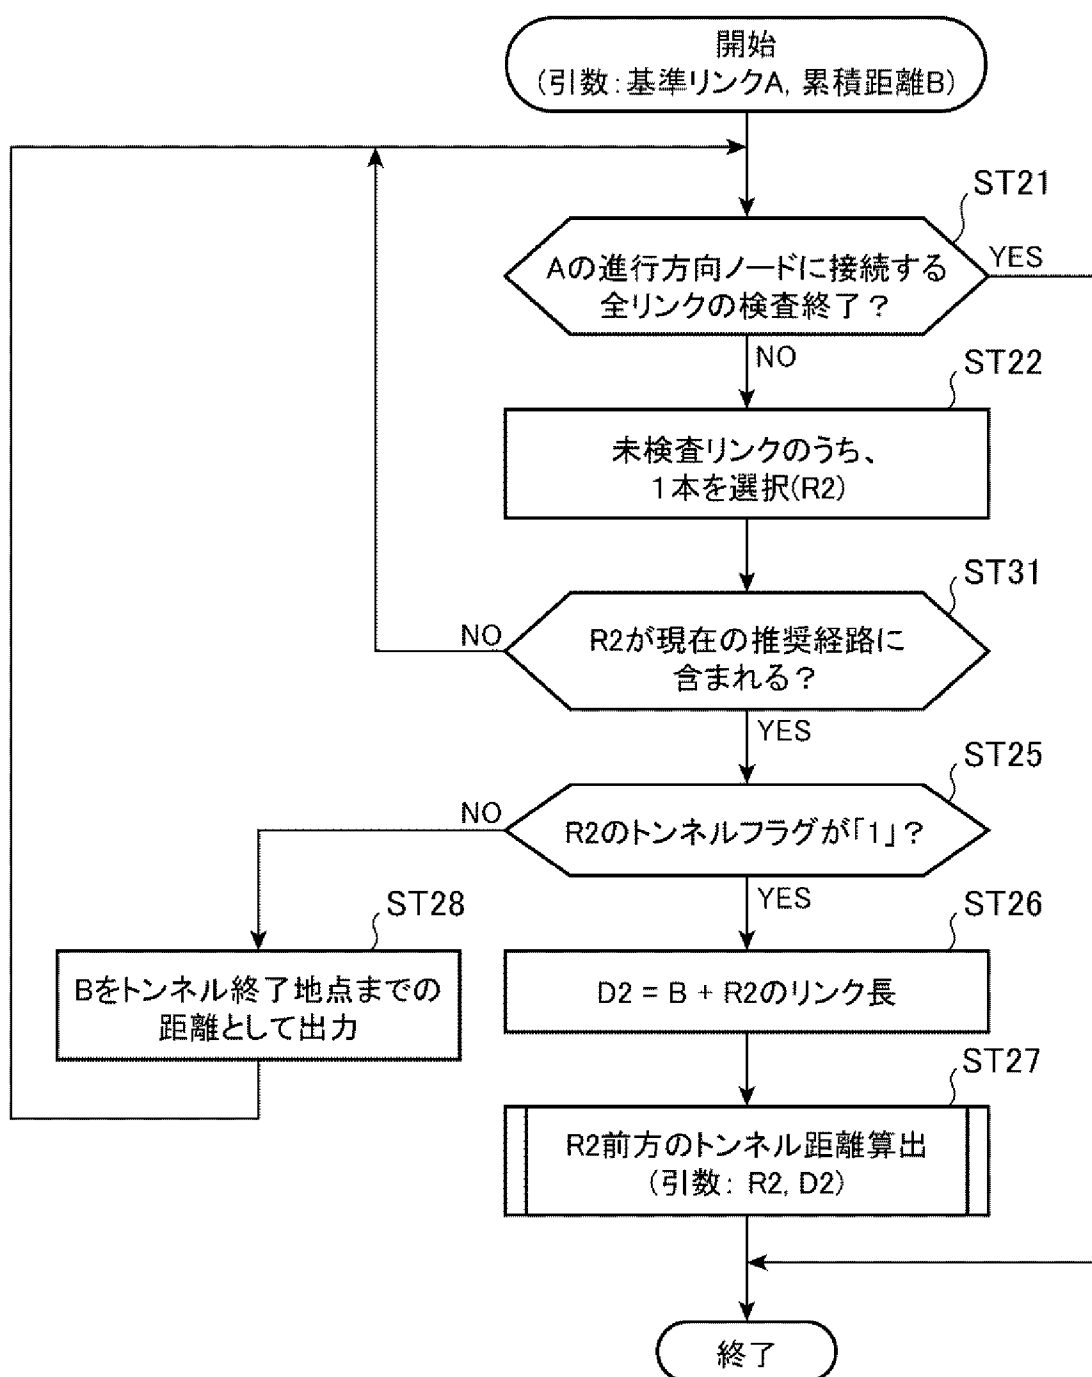 開始
(引数:基準リンクA, 累積距離B)
ST21
Aの進行方向ノードに接続する
全リンクの検査終了?
YES
NO
ST22
未検査リンクのうち、
1本を選択(R2)
ST31
R2が現在の推奨経路に
含まれる?
NO
YES
ST25
R2のトンネルフラグが「1」?
NO
YES
ST28
Bをトンネル終了地点までの
距離として出力
ST26
D2 = B + R2のリンク長
ST27
R2前方のトンネル距離算出
(引数: R2, D2)
終了